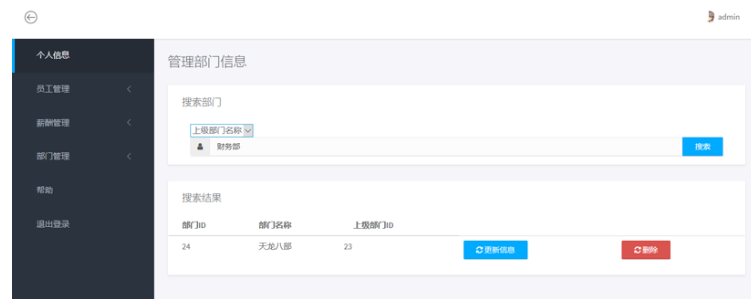 admin
个人信息
员工管理
薪酬管理
部门管理
帮助
退出登录
管理部门信息
搜索部门
上级部门名称
财务部
搜索
搜索结果
部门ID 部门名称 上级部门ID
24 天龙八部 23 更新信息 删除